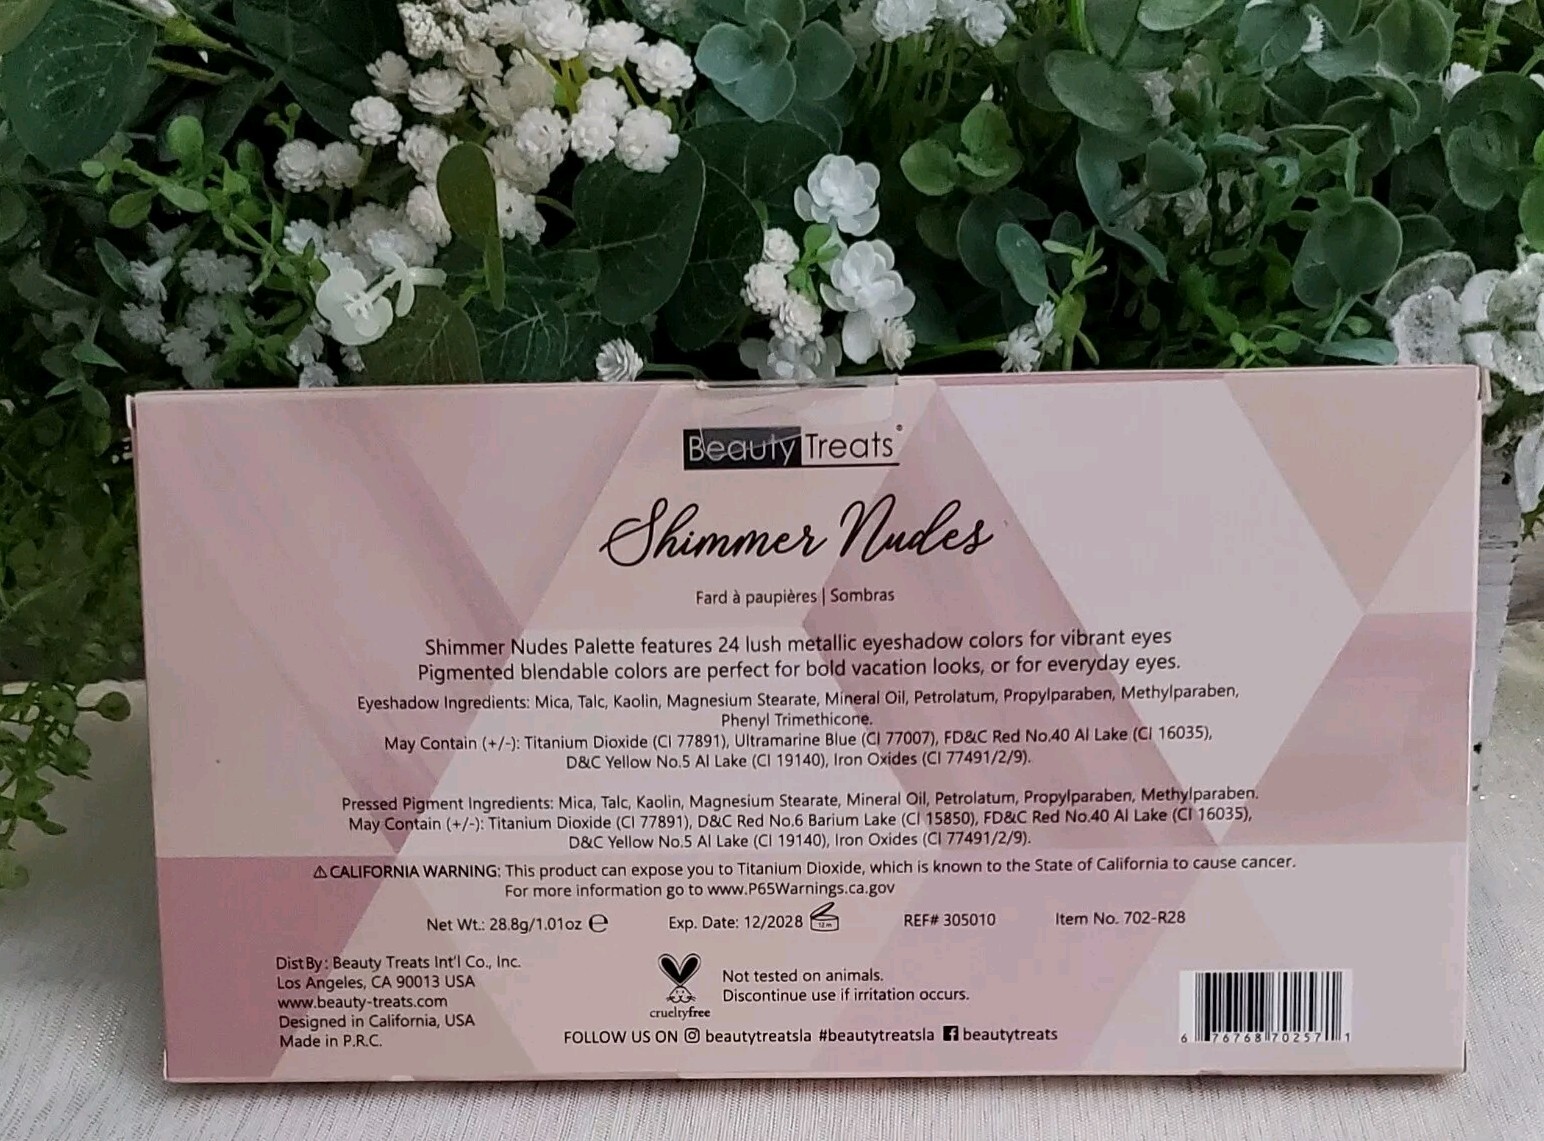 Beauty Treats®
Shimmer Nudes
Fard à paupières | Sombras
Shimmer Nudes Palette features 24 lush metallic eyeshadow colors for vibrant eyes
Pigmented blendable colors are perfect for bold vacation looks, or for everyday eyes.
Eyeshadow Ingredients: Mica, Talc, Kaolin, Magnesium Stearate, Mineral Oil, Petrolatum, Propylparaben, Methylparaben,
Phenyl Trimethicone.
May Contain (+/-): Titanium Dioxide (CI 77891), Ultramarine Blue (CI 77007), FD&C Red No.40 Al Lake (CI 16035),
D&C Yellow No.5 Al Lake (CI 19140), Iron Oxides (CI 77491/2/9).
Pressed Pigment Ingredients: Mica, Talc, Kaolin, Magnesium Stearate, Mineral Oil, Petrolatum, Propylparaben, Methylparaben.
May Contain (+/-): Titanium Dioxide (CI 77891), D&C Red No.6 Barium Lake (CI 15850), FD&C Red No.40 Al Lake (CI 16035),
D&C Yellow No.5 Al Lake (CI 19140), Iron Oxides (CI 77491/2/9).
⚠ CALIFORNIA WARNING: This product can expose you to Titanium Dioxide, which is known to the State of California to cause cancer.
For more information go to www.P65Warnings.ca.gov
Net Wt.: 28.8g/1.01oz ℮ Exp. Date: 12/2028 12m REF# 305010 Item No. 702-R28
Dist By: Beauty Treats Int'l Co., Inc.
Los Angeles, CA 90013 USA
www.beauty-treats.com
Designed in California, USA
Made in P.R.C.
crueltyfree
Not tested on animals.
Discontinue use if irritation occurs.
FOLLOW US ON beautytreatsla #beautytreatsla beautytreats
6 76768 70257 1